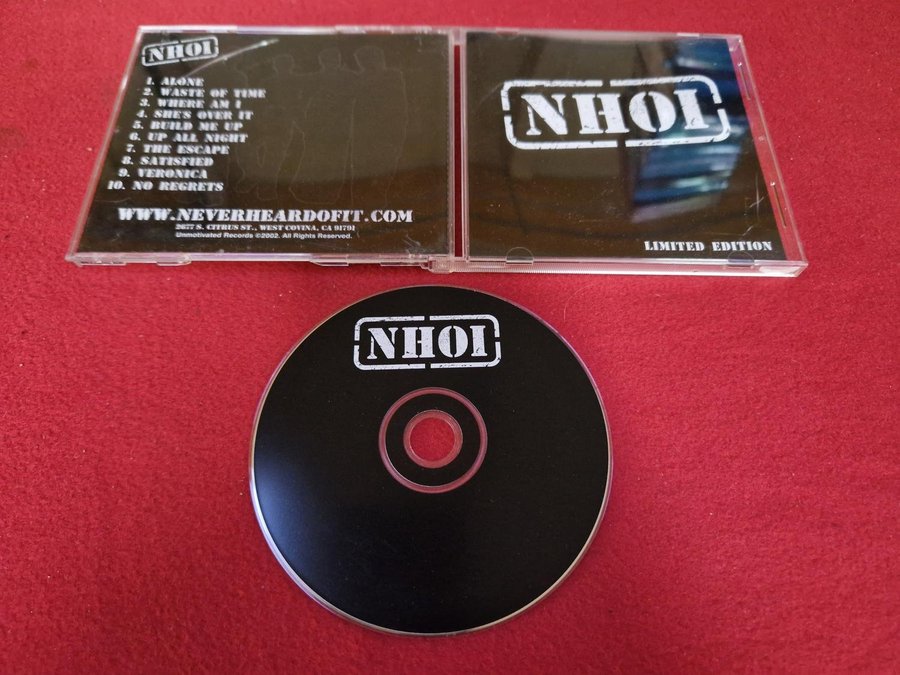 NHOI
1. ALONE
2. WASTE OF TIME
3. WHERE AM I
4. SHE'S OVER IT
5. BUILD ME UP
6. UP ALL NIGHT
7. THE ESCAPE
8. SATISFIED
9. VERONICA
10. NO REGRETS
WWW.NEVERHEARDOFIT.COM
2677 S. CITRUS ST., WEST COVINA, CA 91791
Unmotivated Records ©2002. All Rights Reserved.
NHOI
LIMITED EDITION
NHOI